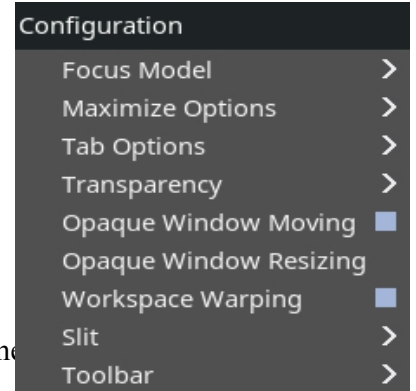 Configuration
Focus Model
Maximize Options
Tab Options
Transparency
Opaque Window Moving
Opaque Window Resizing
Workspace Warping
Slit
Toolbar